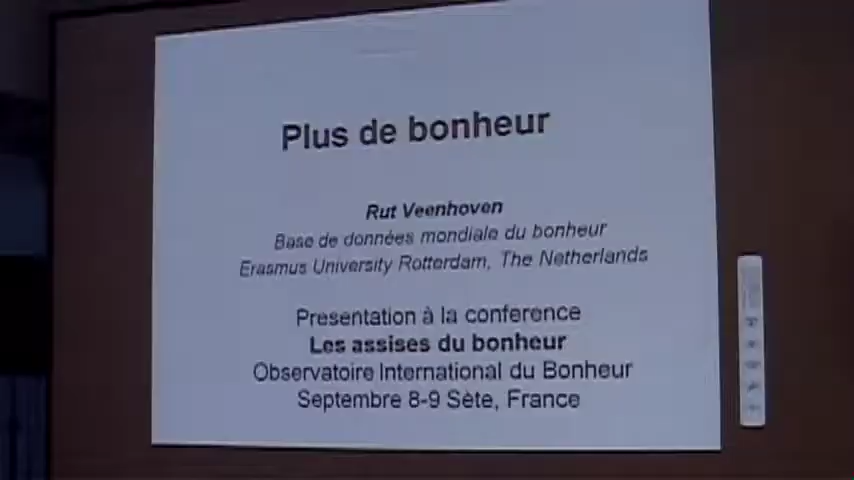 Plus de bonheur
Rut Veenhoven
Base de données mondiale du bonheur
Erasmus University Rotterdam, The Netherlands
Presentation à la conference
Les assises du bonheur
Observatoire International du Bonheur
Septembre 8-9 Sète, France